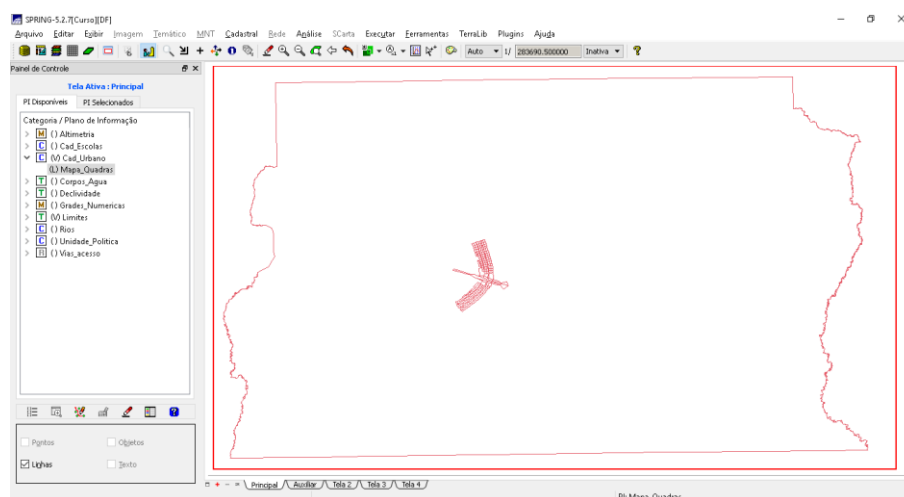 SPRING-5.2.7[Curso][DF]
Arquivo Editar Exibir Imagem Temático MNT Cadastral Rede Análise SCarta Executar Ferramentas TerraLib Plugins Ajuda
Auto 1/ 283690.500000 Inativa
Painel de Controle
Tela Ativa : Principal
PI Disponíveis PI Selecionados
Categoria / Plano de Informação
M () Altimetria
C () Cad_Escolas
C (V) Cad_Urbano
(L) Mapa_Quadras
T () Corpos_Agua
T () Declividade
M () Grades_Numericas
T (V) Limites
C () Rios
C () Unidade_Politica
R () Vias_acesso
Pontos Objetos
Linhas Texto
Principal Auxiliar Tela 2 Tela 3 Tela 4
PI: Mapa_Quadras